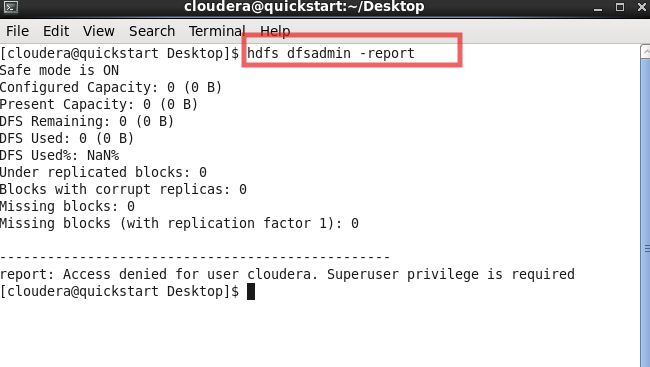 cloudera@quickstart:~/Desktop
File Edit View Search Terminal Help
[cloudera@quickstart Desktop]$ hdfs dfsadmin -report
Safe mode is ON
Configured Capacity: 0 (0 B)
Present Capacity: 0 (0 B)
DFS Remaining: 0 (0 B)
DFS Used: 0 (0 B)
DFS Used%: NaN%
Under replicated blocks: 0
Blocks with corrupt replicas: 0
Missing blocks: 0
Missing blocks (with replication factor 1): 0
-------------------------------------------------
report: Access denied for user cloudera. Superuser privilege is required
[cloudera@quickstart Desktop]$